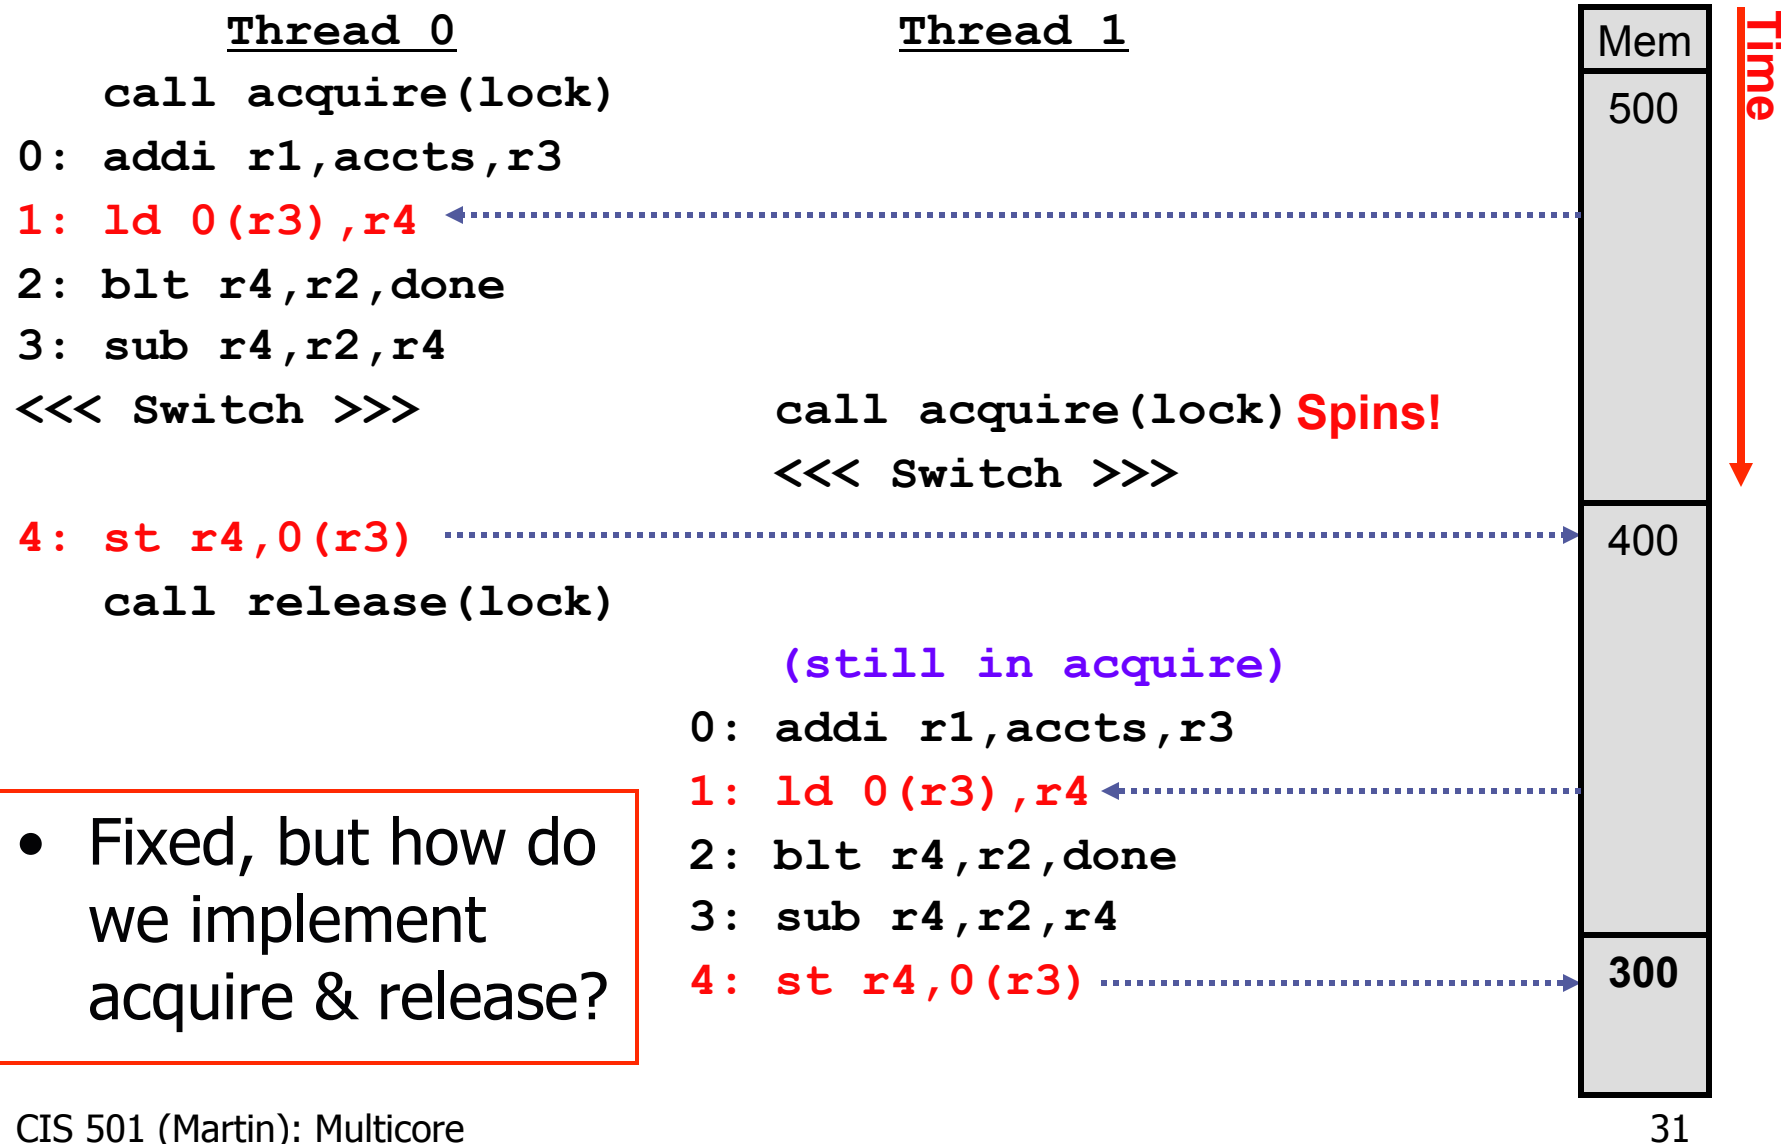 Thread 0
Thread 1
Mem
Time
call acquire(lock)
500
0: addi r1,accts,r3
1: ld 0(r3),r4
2: blt r4,r2,done
3: sub r4,r2,r4
<<< Switch >>>
call acquire(lock) Spins!
<<< Switch >>>
4: st r4,0(r3)
400
call release(lock)
(still in acquire)
0: addi r1,accts,r3
1: ld 0(r3),r4
2: blt r4,r2,done
3: sub r4,r2,r4
4: st r4,0(r3)
300
• Fixed, but how do
we implement
acquire & release?
CIS 501 (Martin): Multicore
31